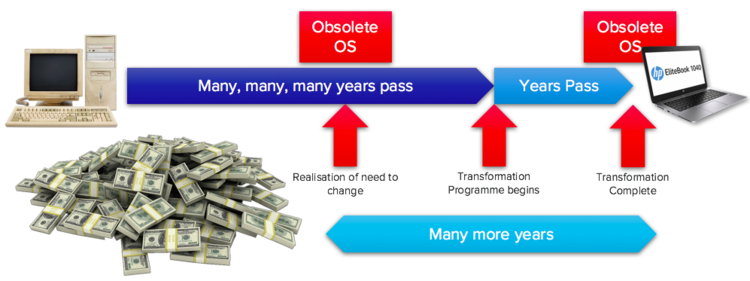 Obsolete
OS
Obsolete
OS
Many, many, many years pass
Years Pass
hp EliteBook 1040
Realisation of need to
change
Transformation
Programme begins
Transformation
Complete
Many more years